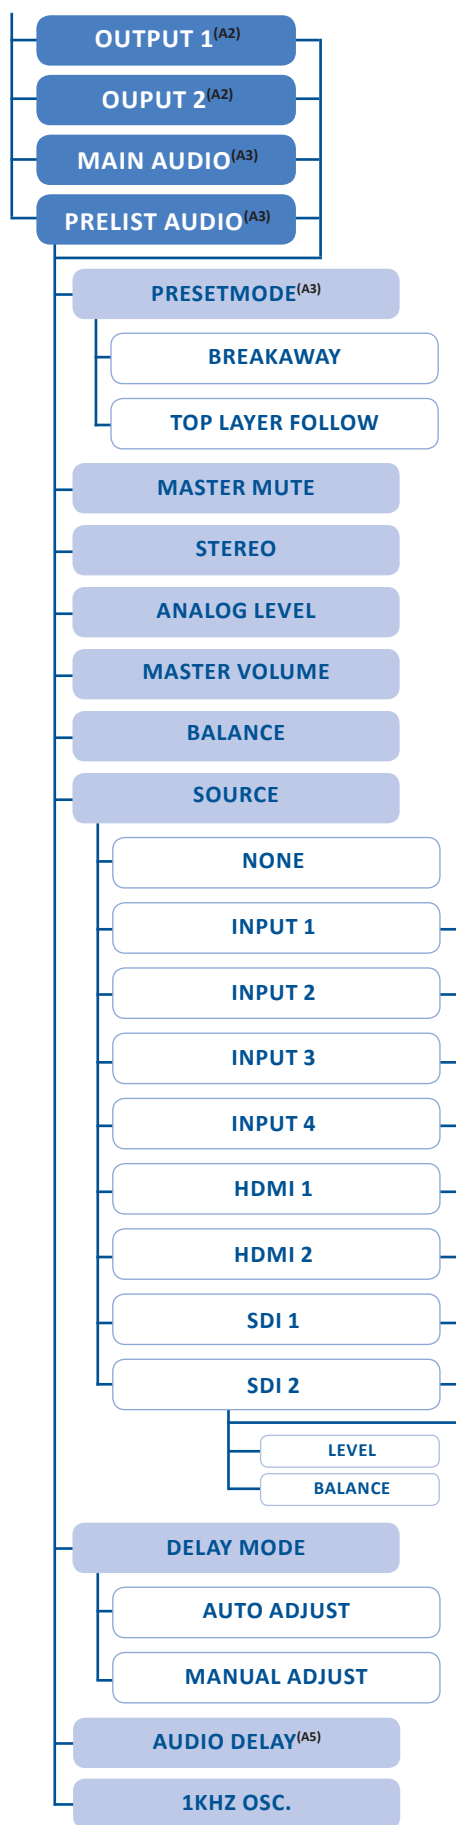 OUTPUT 1(A2)
OUPUT 2(A2)
MAIN AUDIO(A3)
PRELIST AUDIO(A3)
PRESETMODE(A3)
BREAKAWAY
TOP LAYER FOLLOW
MASTER MUTE
STEREO
ANALOG LEVEL
MASTER VOLUME
BALANCE
SOURCE
NONE
INPUT 1
INPUT 2
INPUT 3
INPUT 4
HDMI 1
HDMI 2
SDI 1
SDI 2
LEVEL
BALANCE
DELAY MODE
AUTO ADJUST
MANUAL ADJUST
AUDIO DELAY(A5)
1KHZ OSC.